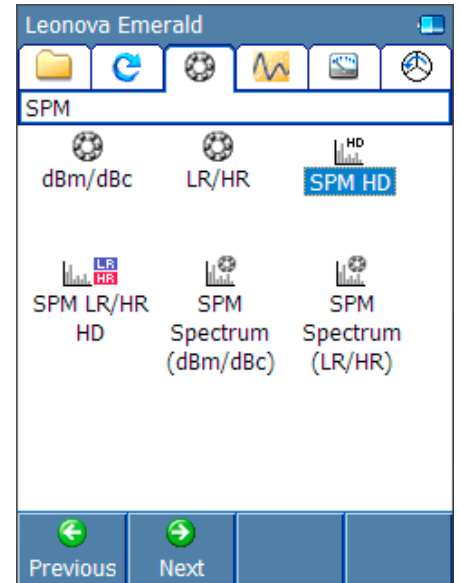 Leonova Emerald
SPM
dBm/dBc LR/HR HD SPM HD
LR HR
SPM LR/HR SPM SPM
HD Spectrum Spectrum
(dBm/dBc) (LR/HR)
Previous Next